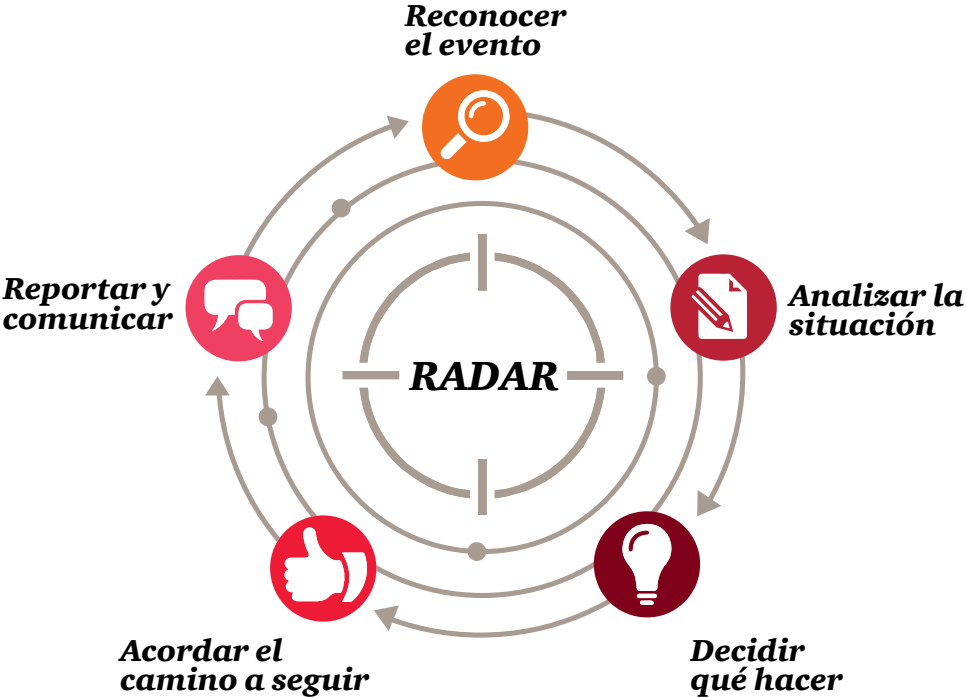 Reconocer
el evento
Analizar la
situación
Decidir
qué hacer
Acordar el
camino a seguir
Reportar y
comunicar
RADAR